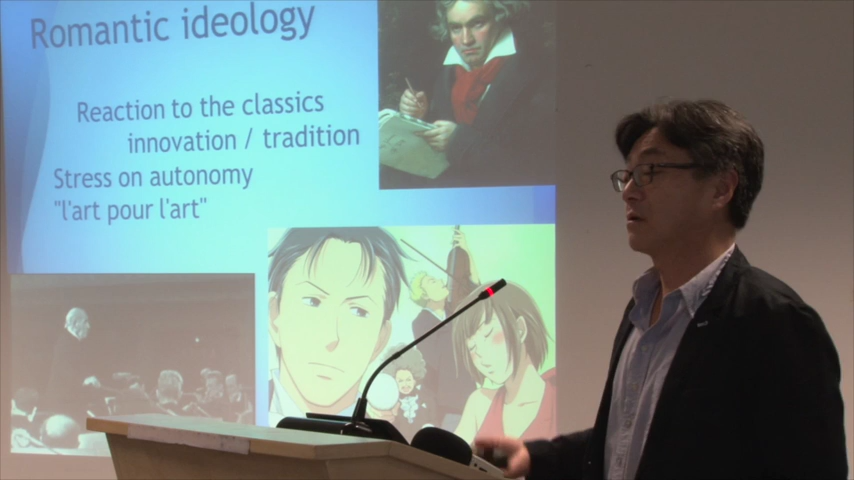 Romantic ideology
Reaction to the classics
innovation / tradition
Stress on autonomy
"l'art pour l'art"